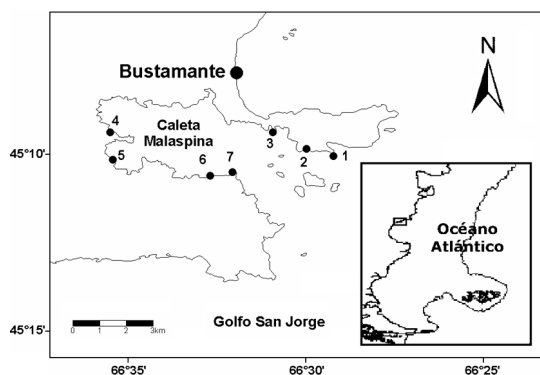 N
Bustamante
4
Caleta
Malaspina
3
2
1
45°10'
5
6
7
Océano
Atlántico
0
1
2
3km
Golfo San Jorge
45°15'
66°35'
66°30'
66°25'